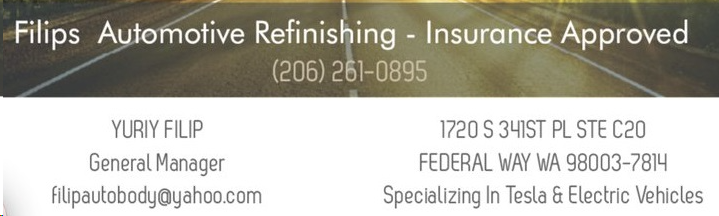 Filips Automotive Refinishing - Insurance Approved
(206) 261-0895
YURIY FILIP
General Manager
filipautobody@yahoo.com
1720 S 341ST PL STE C20
FEDERAL WAY WA 98003-7814
Specializing In Tesla & Electric Vehicles